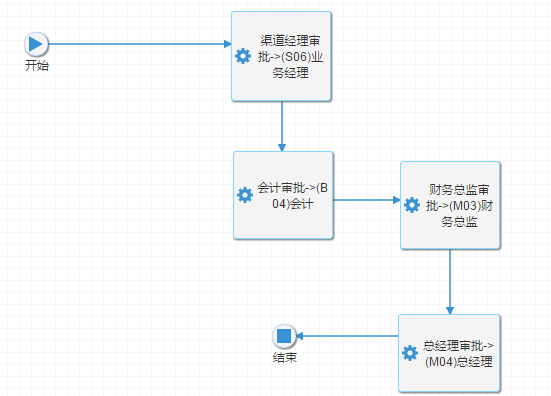 开始
渠道经理审
批->(S06)业
务经理
会计审批->(B
04)会计
财务总监审
批->(M03)财
务总监
总经理审批->
(M04)总经理
结束